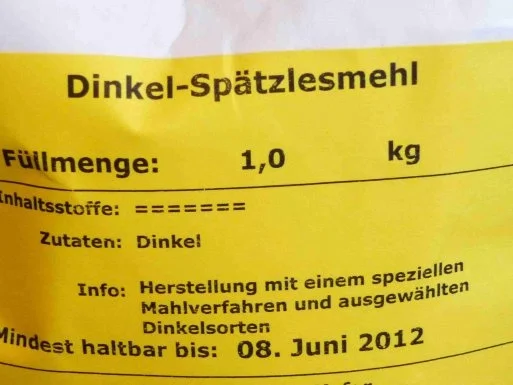 Dinkel-Spätzlesmehl
Füllmenge: 1,0 kg
Inhaltsstoffe: =======
Zutaten: Dinkel
Info: Herstellung mit einem speziellen
Mahlverfahren und ausgewählten
Dinkelsorten
Mindest haltbar bis: 08. Juni 2012